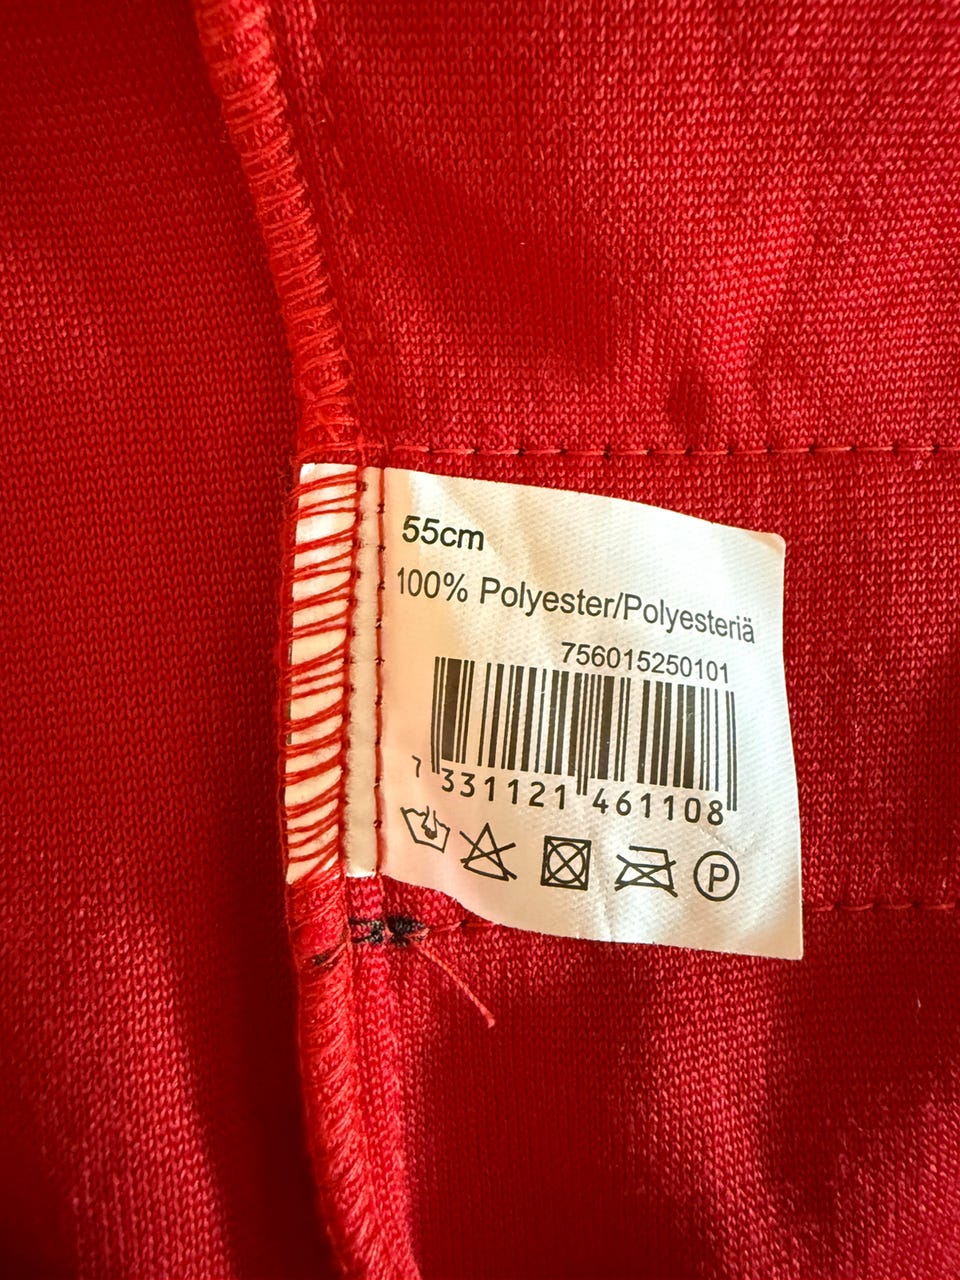 55cm
100% Polyester/Polyesteriä
756015250101
7 331121 461108
P